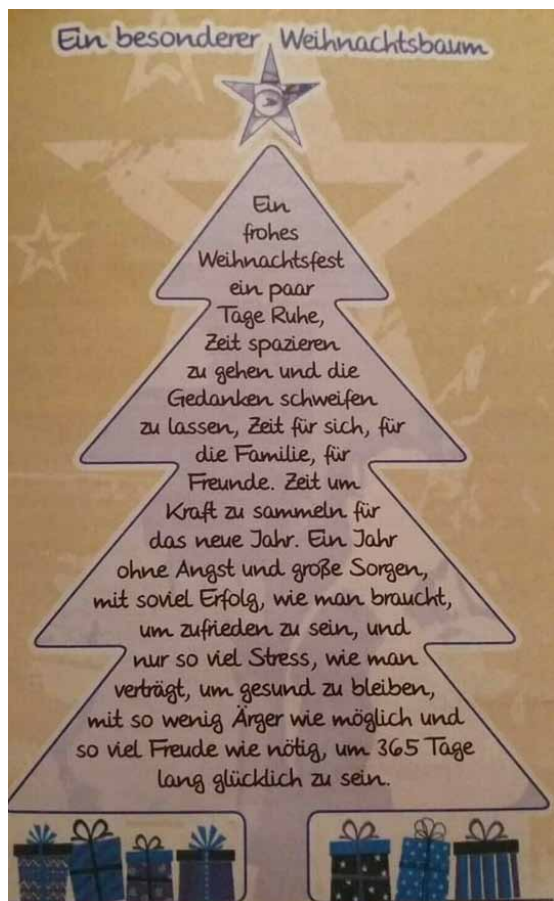 Ein besonderer Weihnachtsbaum
Ein
frohes
Weihnachtsfest
ein paar
Tage Ruhe,
Zeit spazieren
zu gehen und die
Gedanken schweifen
zu lassen, Zeit für sich, für
die Familie, für
Freunde. Zeit um
Kraft zu sammeln für
das neue Jahr. Ein Jahr
ohne Angst und große Sorgen,
mit soviel Erfolg, wie man braucht,
um zufrieden zu sein, und
nur so viel Stress, wie man
verträgt, um gesund zu bleiben,
mit so wenig Ärger wie möglich und
so viel Freude wie nötig, um 365 Tage
lang glücklich zu sein.